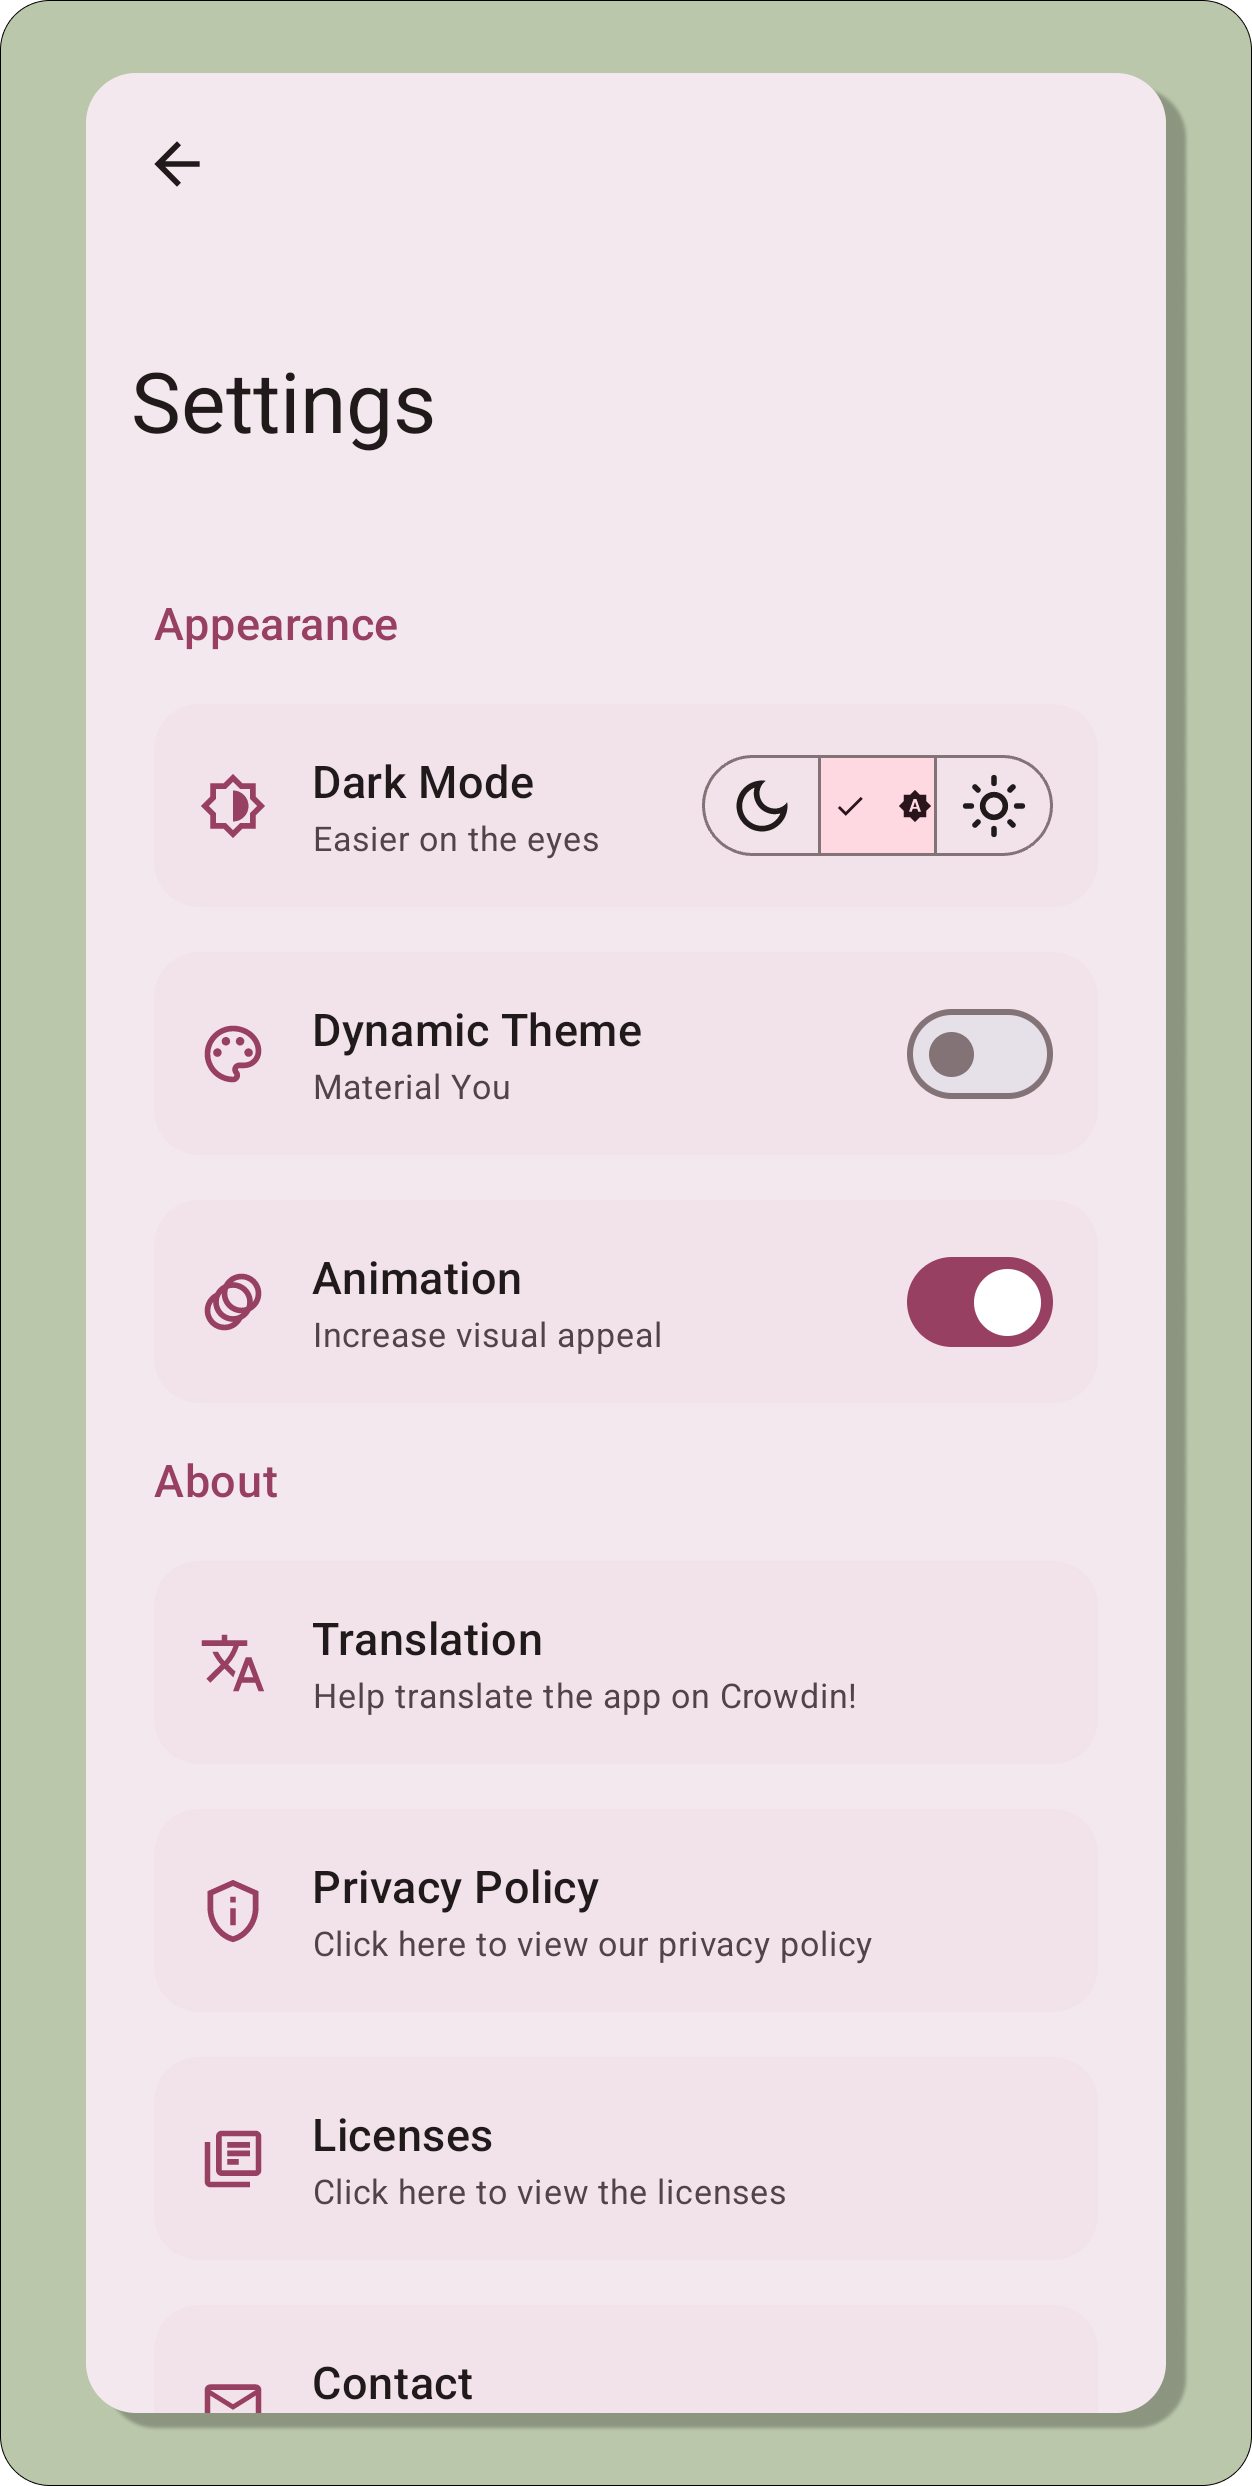 Settings
Appearance
Dark Mode
Easier on the eyes
A
Dynamic Theme
Material You
Animation
Increase visual appeal
About
Translation
Help translate the app on Crowdin!
Privacy Policy
Click here to view our privacy policy
Licenses
Click here to view the licenses
Contact